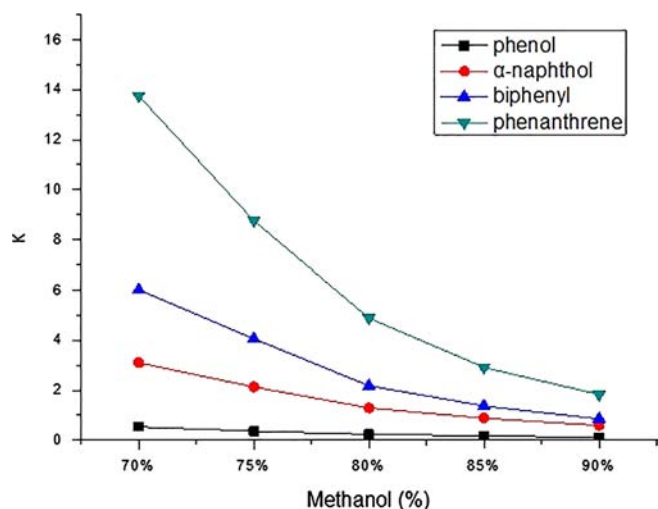 phenol
α-naphthol
biphenyl
phenanthrene
16
14
12
10
8
6
4
2
0
K
70%
75%
80%
85%
90%
Methanol (%)